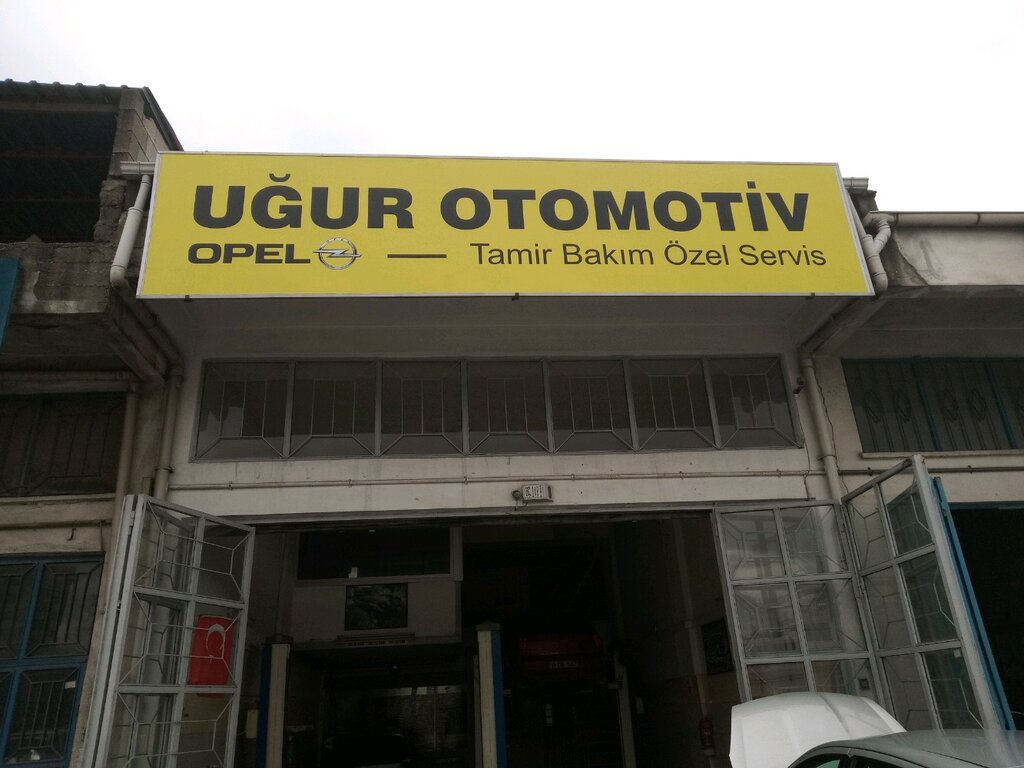 UĞUR OTOMOTİV
OPEL — Tamir Bakım Özel Servis